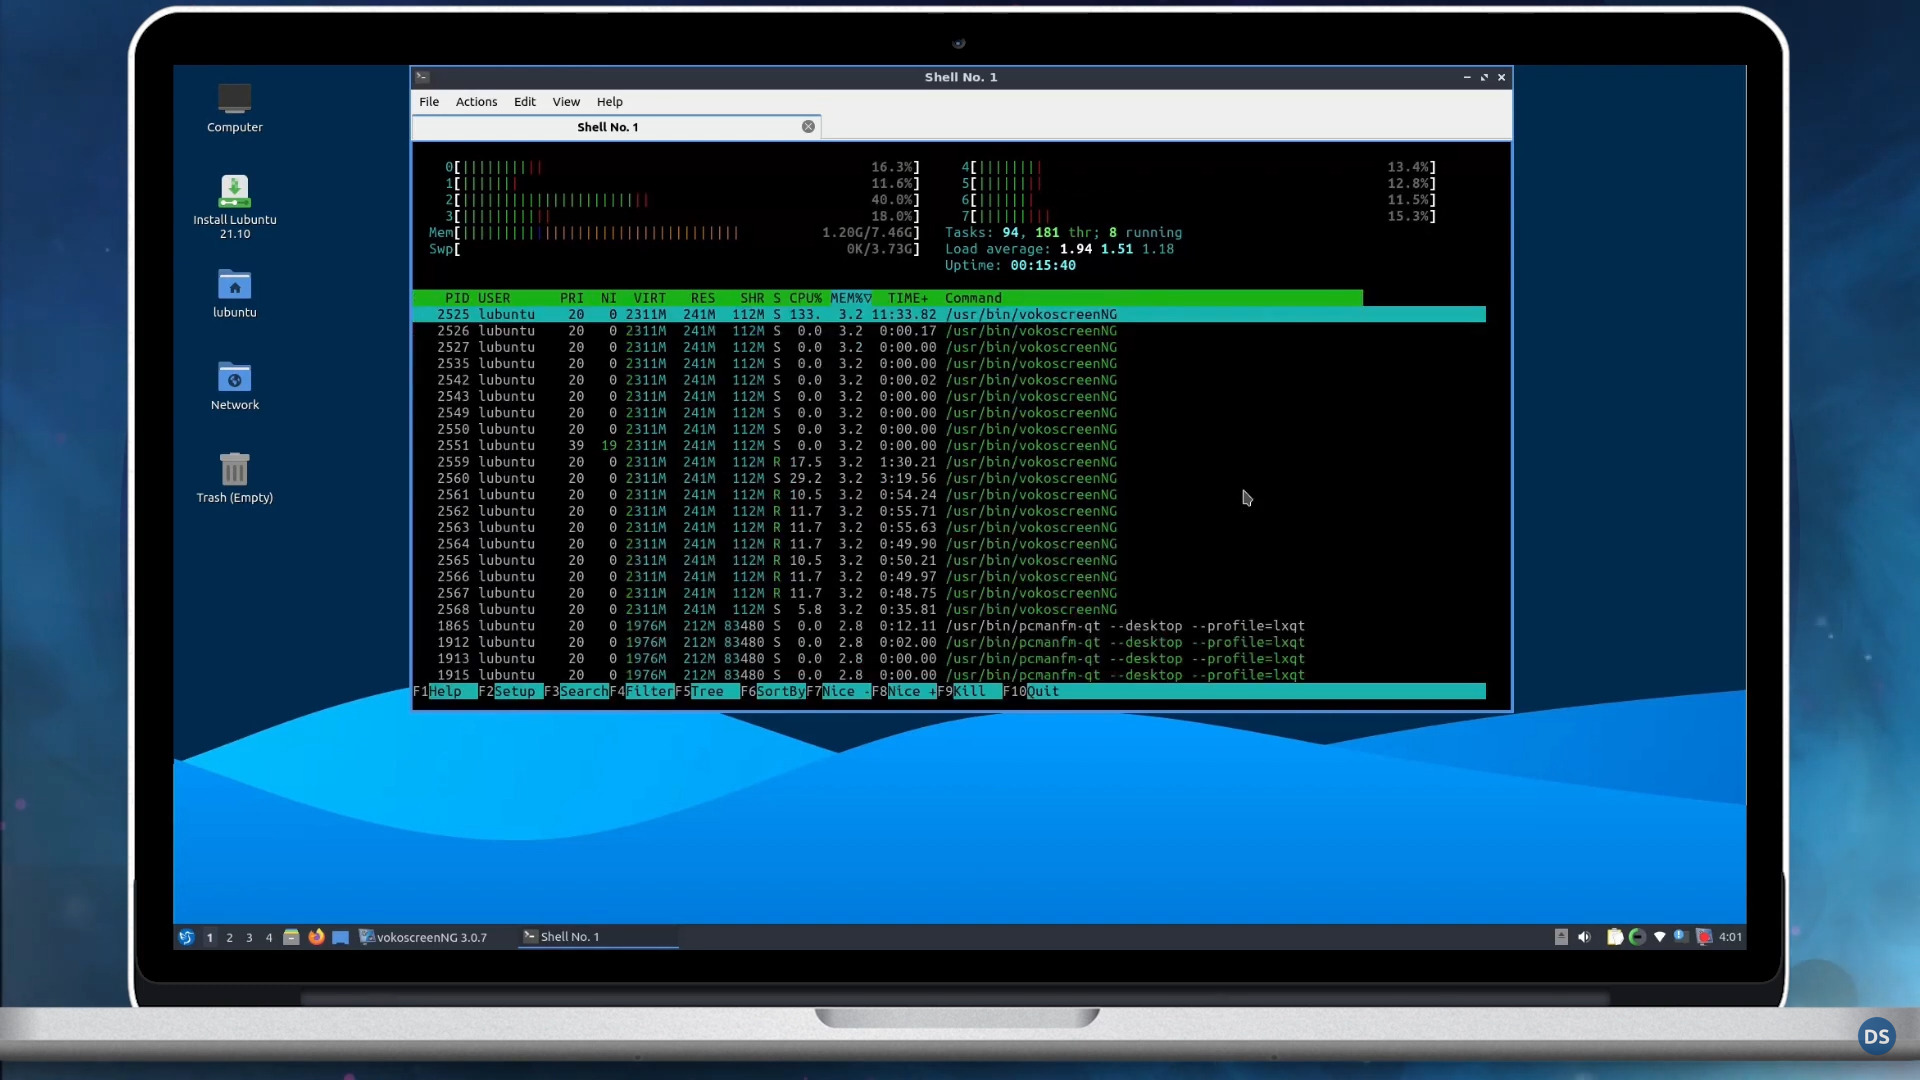 Shell No. 1
File Actions Edit View Help
Shell No. 1
Computer
Install Lubuntu
21.10
lubuntu
Network
Trash (Empty)
0[ 16.3%] 4[ 13.4%]
1[ 11.6%] 5[ 12.8%]
2[ 40.0%] 6[ 11.5%]
3[ 18.0%] 7[ 15.3%]
Mem[ 1.20G/7.46G] Tasks: 94, 181 thr; 8 running
Swp[ 0K/3.73G] Load average: 1.94 1.51 1.18
Uptime: 00:15:40
PID USER PRI NI VIRT RES SHR S CPU% MEM%▽ TIME+ Command
2525 lubuntu 20 0 2311M 241M 112M S 133. 3.2 11:33.82 /usr/bin/vokoscreenNG
2526 lubuntu 20 0 2311M 241M 112M S 0.0 3.2 0:00.17 /usr/bin/vokoscreenNG
2527 lubuntu 20 0 2311M 241M 112M S 0.0 3.2 0:00.00 /usr/bin/vokoscreenNG
2535 lubuntu 20 0 2311M 241M 112M S 0.0 3.2 0:00.00 /usr/bin/vokoscreenNG
2542 lubuntu 20 0 2311M 241M 112M S 0.0 3.2 0:00.02 /usr/bin/vokoscreenNG
2543 lubuntu 20 0 2311M 241M 112M S 0.0 3.2 0:00.00 /usr/bin/vokoscreenNG
2549 lubuntu 20 0 2311M 241M 112M S 0.0 3.2 0:00.00 /usr/bin/vokoscreenNG
2550 lubuntu 20 0 2311M 241M 112M S 0.0 3.2 0:00.00 /usr/bin/vokoscreenNG
2551 lubuntu 39 19 2311M 241M 112M S 0.0 3.2 0:00.00 /usr/bin/vokoscreenNG
2559 lubuntu 20 0 2311M 241M 112M R 17.5 3.2 1:30.21 /usr/bin/vokoscreenNG
2560 lubuntu 20 0 2311M 241M 112M S 29.2 3.2 3:19.56 /usr/bin/vokoscreenNG
2561 lubuntu 20 0 2311M 241M 112M R 10.5 3.2 0:54.24 /usr/bin/vokoscreenNG
2562 lubuntu 20 0 2311M 241M 112M R 11.7 3.2 0:55.71 /usr/bin/vokoscreenNG
2563 lubuntu 20 0 2311M 241M 112M R 11.7 3.2 0:55.63 /usr/bin/vokoscreenNG
2564 lubuntu 20 0 2311M 241M 112M R 11.7 3.2 0:49.90 /usr/bin/vokoscreenNG
2565 lubuntu 20 0 2311M 241M 112M R 10.5 3.2 0:50.21 /usr/bin/vokoscreenNG
2566 lubuntu 20 0 2311M 241M 112M R 11.7 3.2 0:49.97 /usr/bin/vokoscreenNG
2567 lubuntu 20 0 2311M 241M 112M R 11.7 3.2 0:48.75 /usr/bin/vokoscreenNG
2568 lubuntu 20 0 2311M 241M 112M S 5.8 3.2 0:35.81 /usr/bin/vokoscreenNG
1865 lubuntu 20 0 1976M 212M 83480 S 0.0 2.8 0:12.11 /usr/bin/pcmanfm-qt --desktop --profile=lxqt
1912 lubuntu 20 0 1976M 212M 83480 S 0.0 2.8 0:02.00 /usr/bin/pcmanfm-qt --desktop --profile=lxqt
1913 lubuntu 20 0 1976M 212M 83480 S 0.0 2.8 0:00.00 /usr/bin/pcmanfm-qt --desktop --profile=lxqt
1915 lubuntu 20 0 1976M 212M 83480 S 0.0 2.8 0:00.00 /usr/bin/pcmanfm-qt --desktop --profile=lxqt
F1Help F2Setup F3SearchF4FilterF5Tree F6SortByF7Nice -F8Nice +F9Kill F10Quit
1 2 3 4 vokoscreenNG 3.0.7 Shell No. 1 4:01
DS